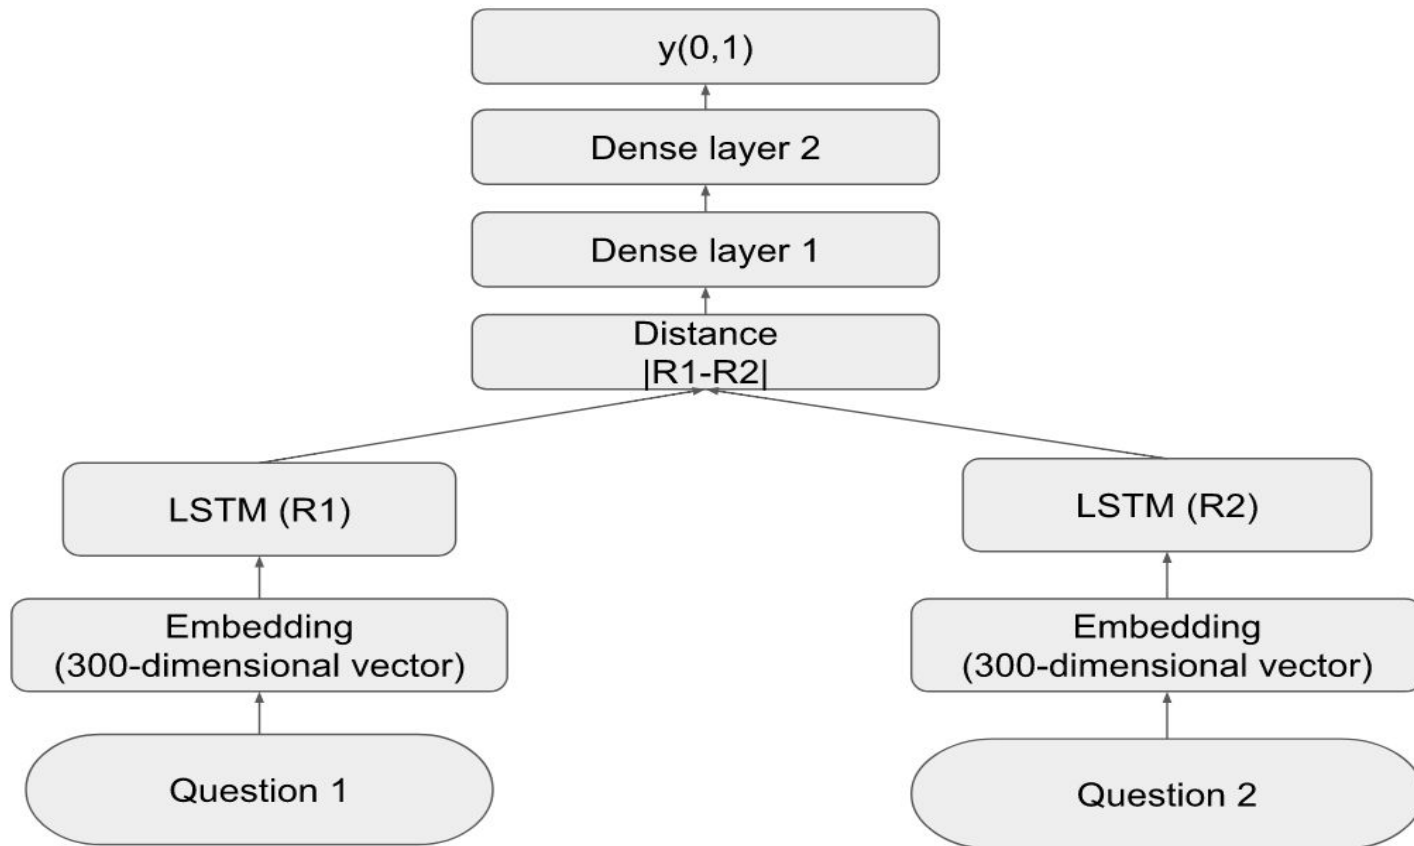 y(0,1)
Dense layer 2
Dense layer 1
Distance
|R1-R2|
LSTM (R1)
LSTM (R2)
Embedding
(300-dimensional vector)
Embedding
(300-dimensional vector)
Question 1
Question 2